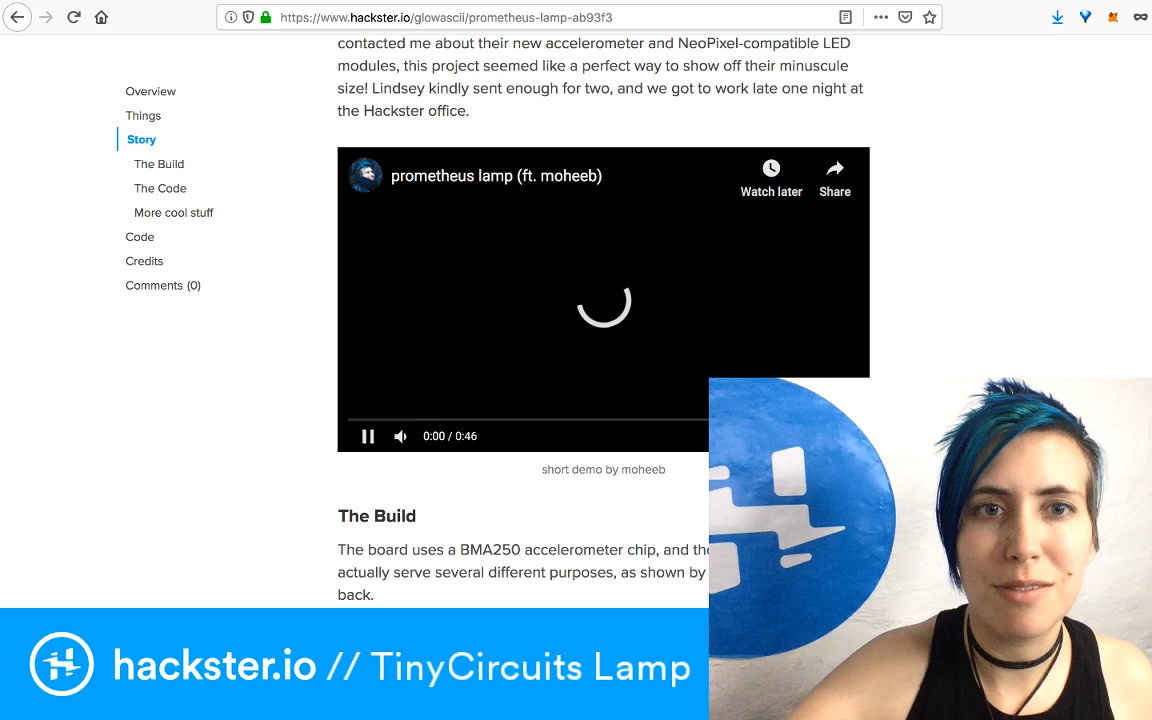 https://www.hackster.io/glowascii/prometheus-lamp-ab93f3
contacted me about their new accelerometer and NeoPixel-compatible LED
modules, this project seemed like a perfect way to show off their minuscule
size! Lindsey kindly sent enough for two, and we got to work late one night at
the Hackster office.
Overview
Things
Story
The Build
The Code
More cool stuff
Code
Credits
Comments (0)
prometheus lamp (ft. moheeb)
Watch later
Share
0:00 / 0:46
short demo by moheeb
The Build
The board uses a BMA250 accelerometer chip, and the
actually serve several different purposes, as shown by
back.
hackster.io // TinyCircuits Lamp